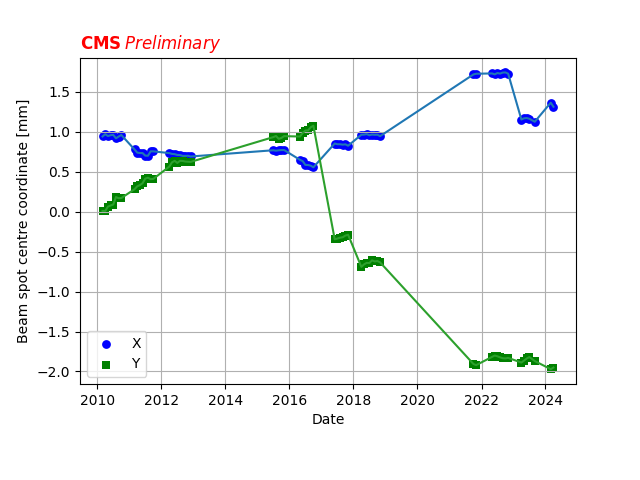 CMS Preliminary
Beam spot centre coordinate [mm]
1.5
1.0
0.5
0.0
−0.5
−1.0
−1.5
−2.0
X
Y
2010 2012 2014 2016 2018 2020 2022 2024
Date